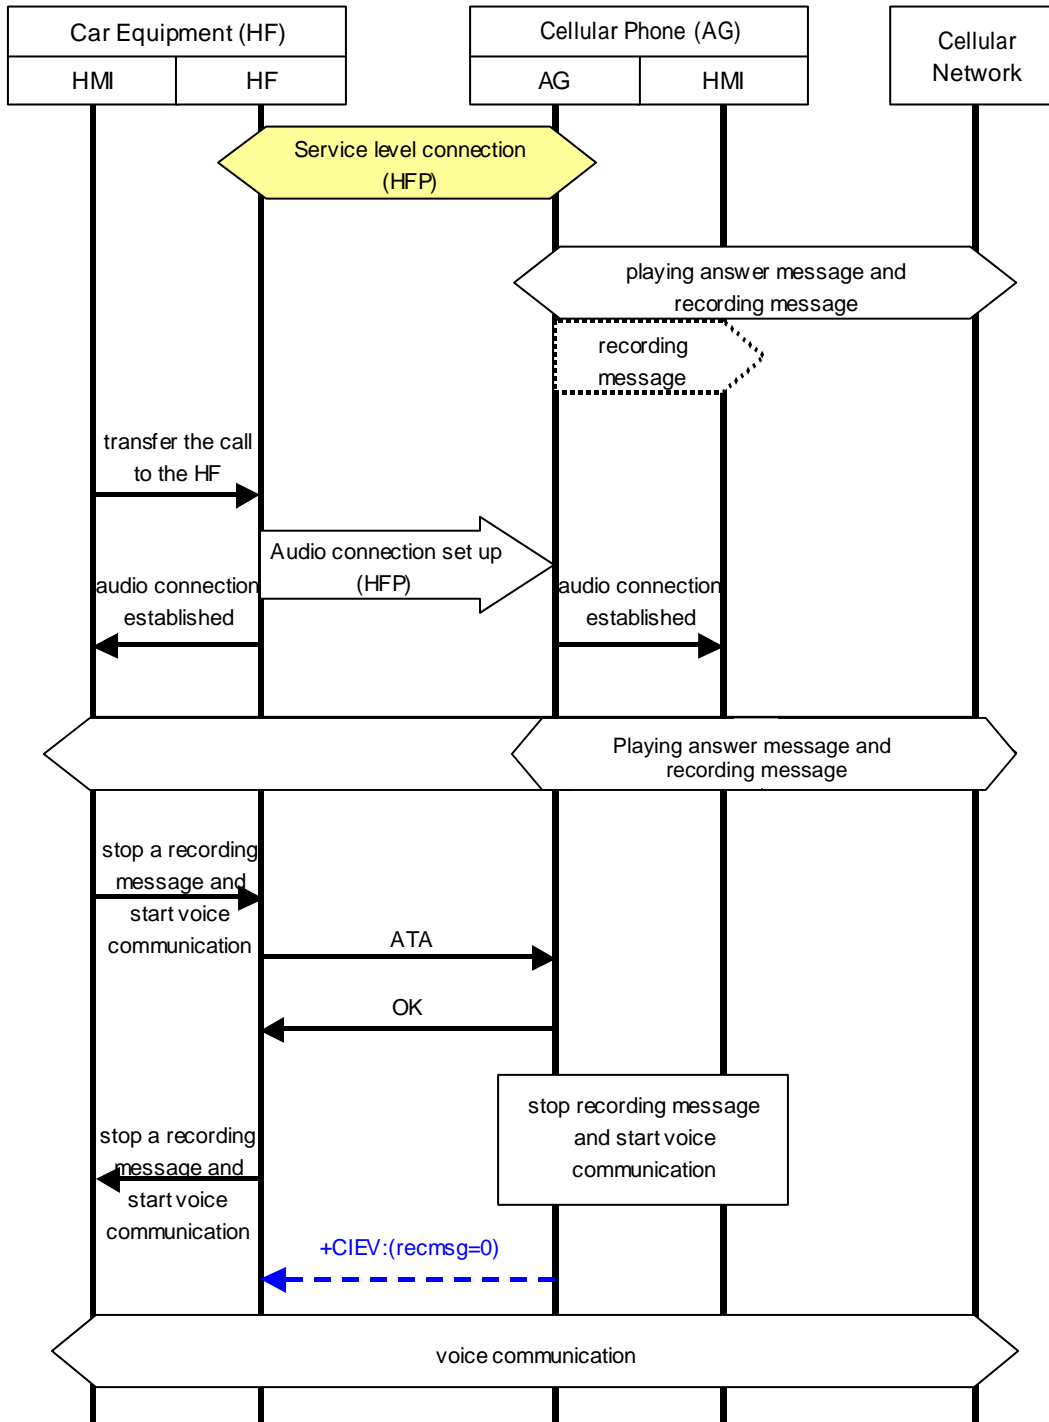 Car Equipment (HF)
Cellular Phone (AG)
Cellular
Network
HMI
HF
AG
HMI
Service level connection
(HFP)
playing answer message and
recording message
recording
message
transfer the call
to the HF
Audio connection set up
(HFP)
audio connection
established
audio connection
established
Playing answer message and
recording message
stop a recording
message and
start voice
communication
ATA
OK
stop recording message
and start voice
communication
stop a recording
message and
start voice
communication
+CIEV:(recmsg=0)
voice communication